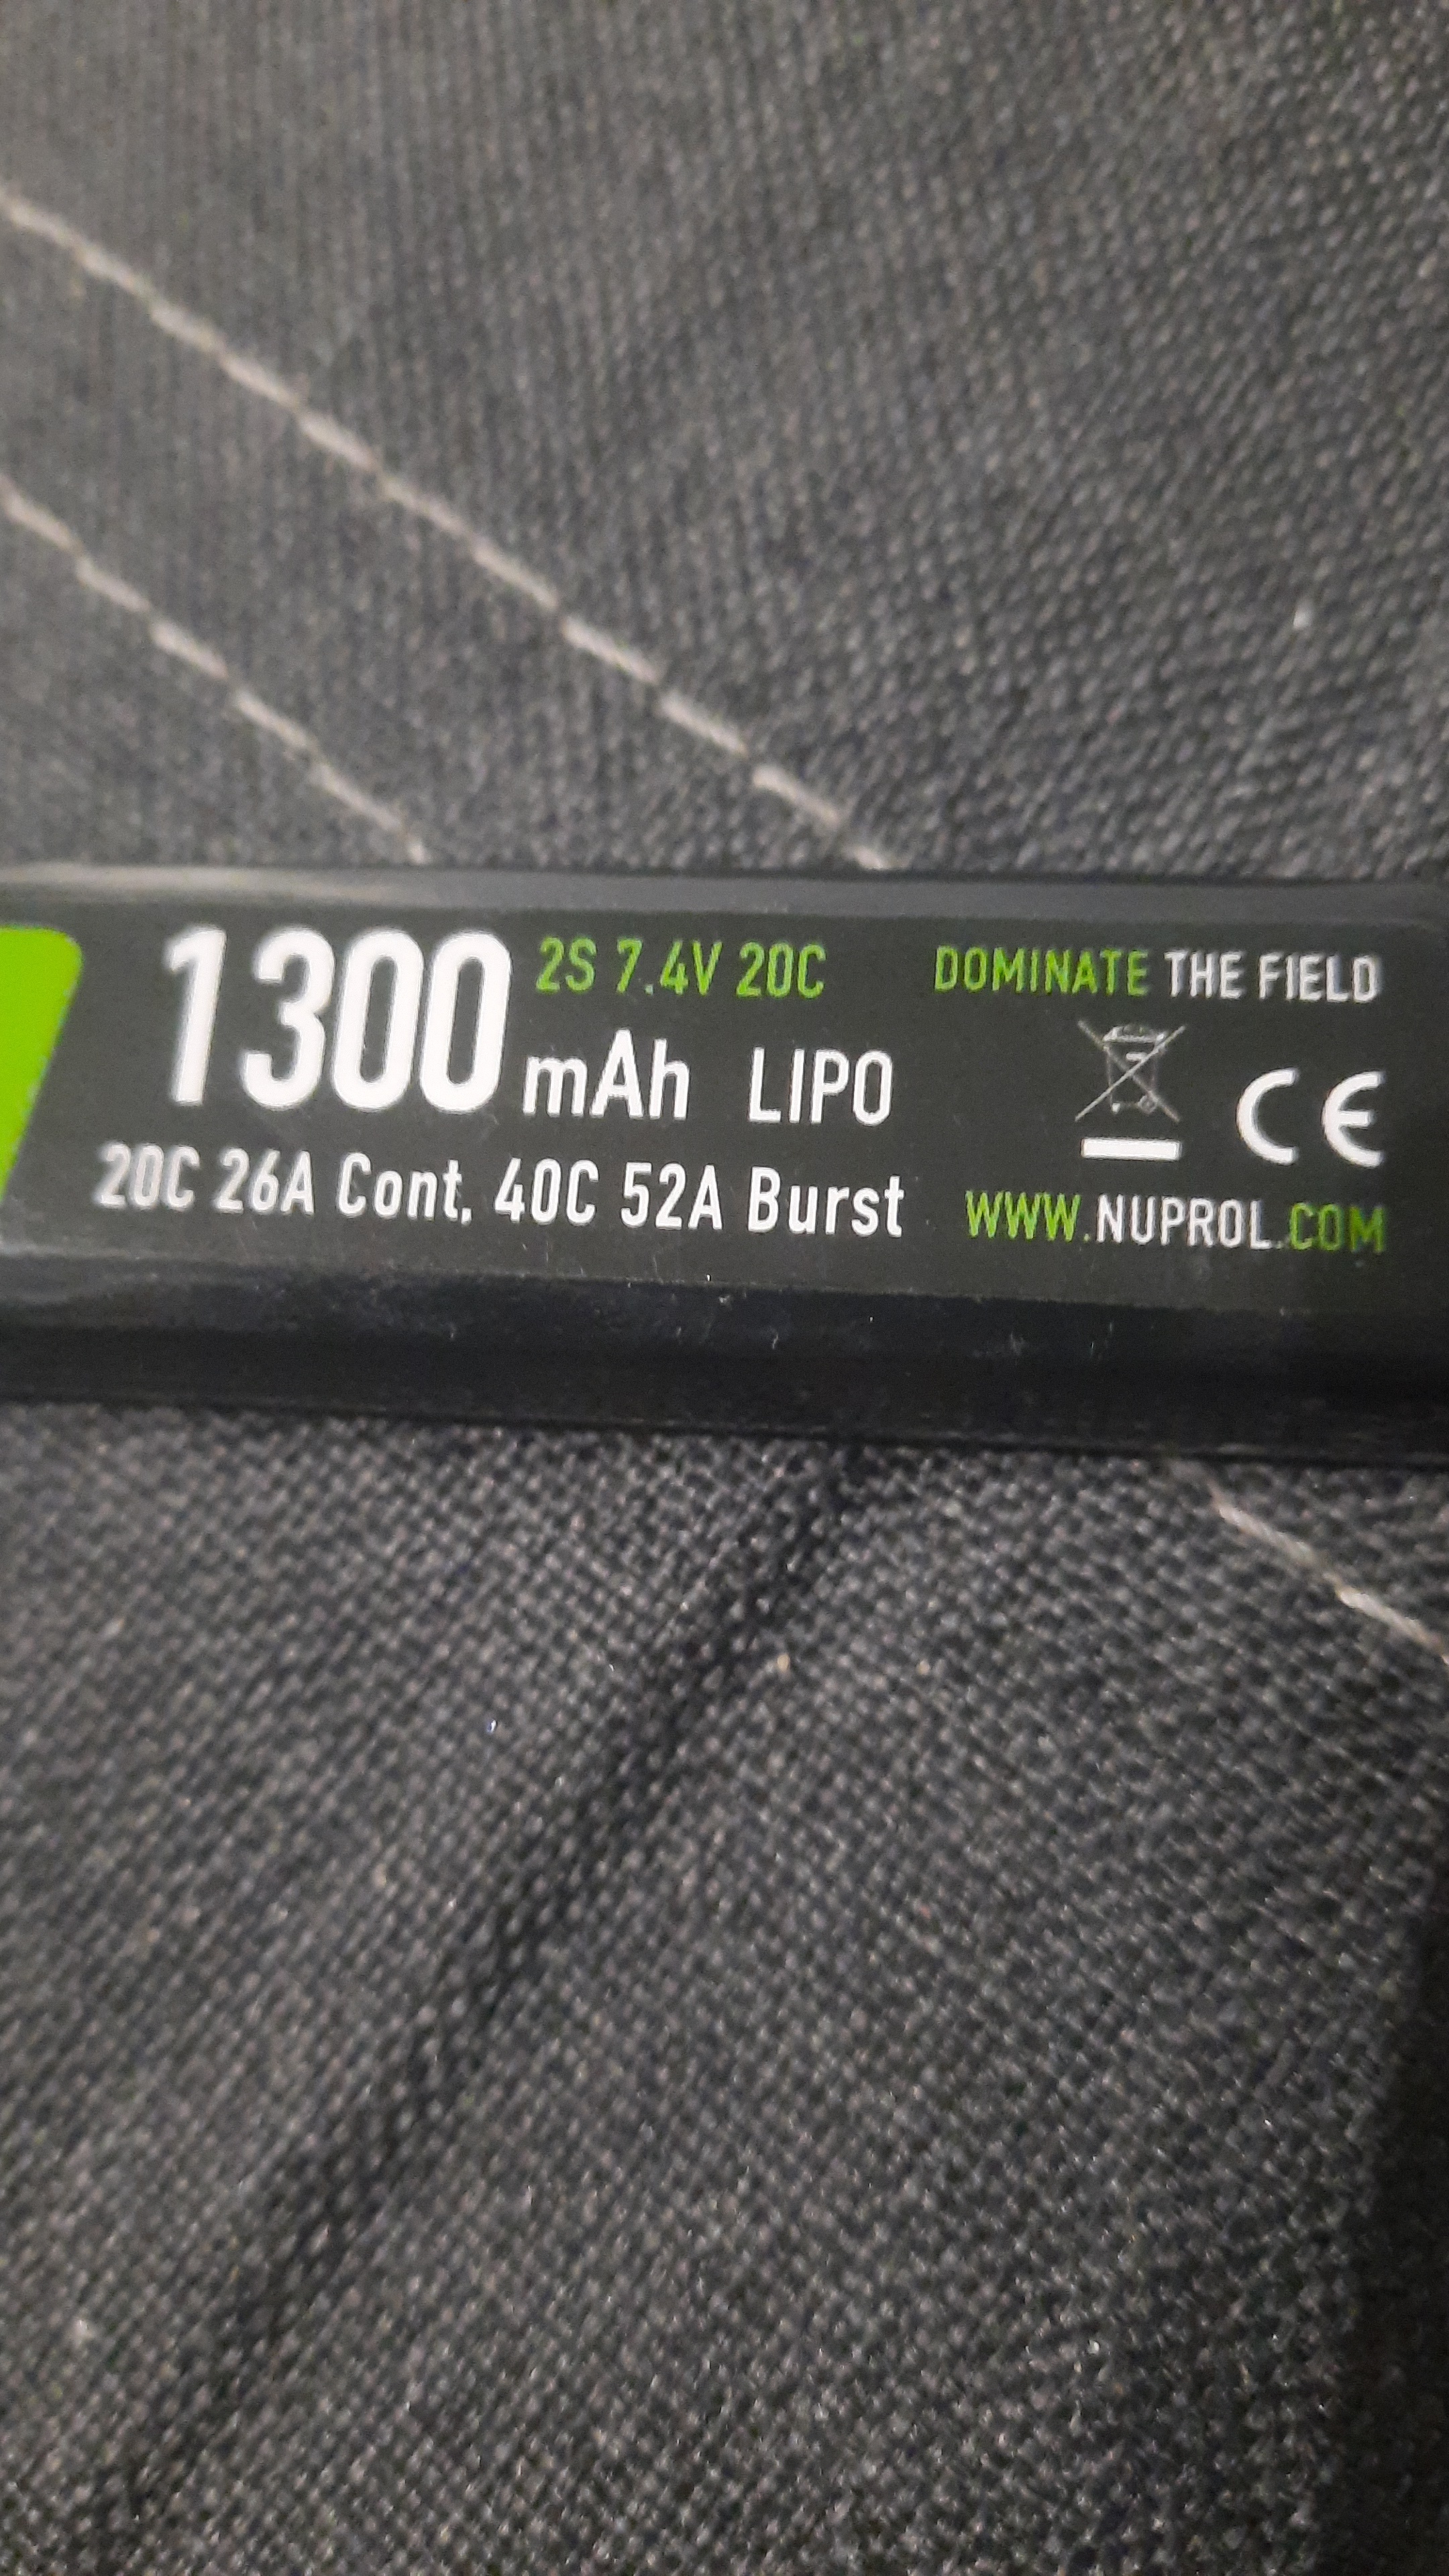 1300 2S 7.4V 20C
mAh LIPO
20C 26A Cont, 40C 52A Burst
DOMINATE THE FIELD
CE
WWW.NUPROL.COM